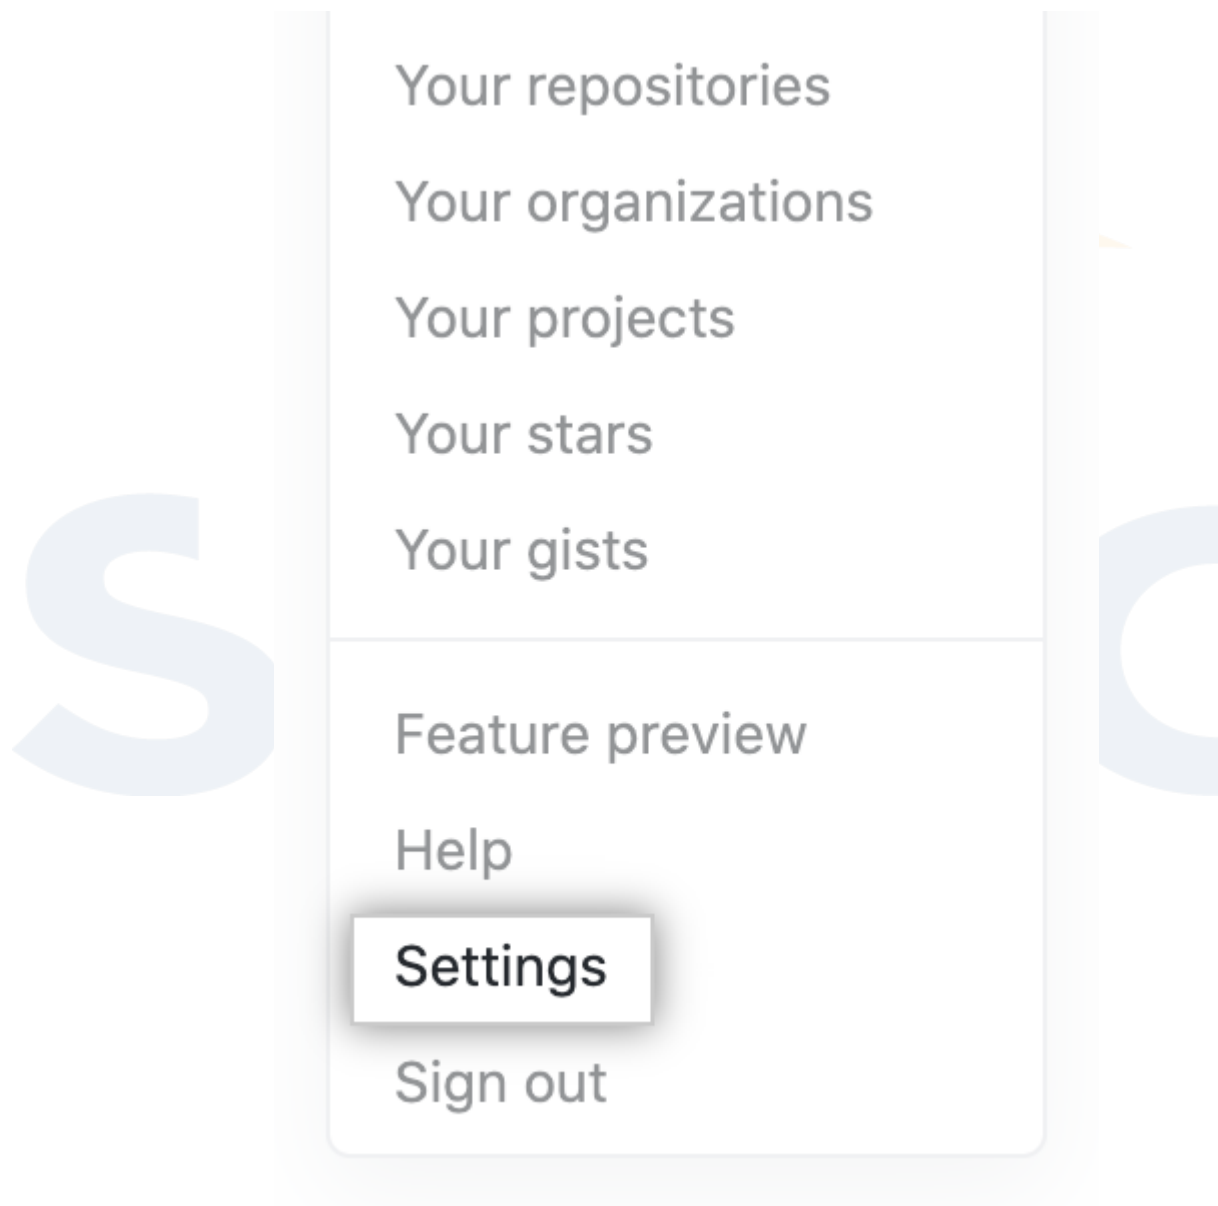 Your repositories
Your organizations
Your projects
Your stars
Your gists
Feature preview
Help
Settings
Sign out